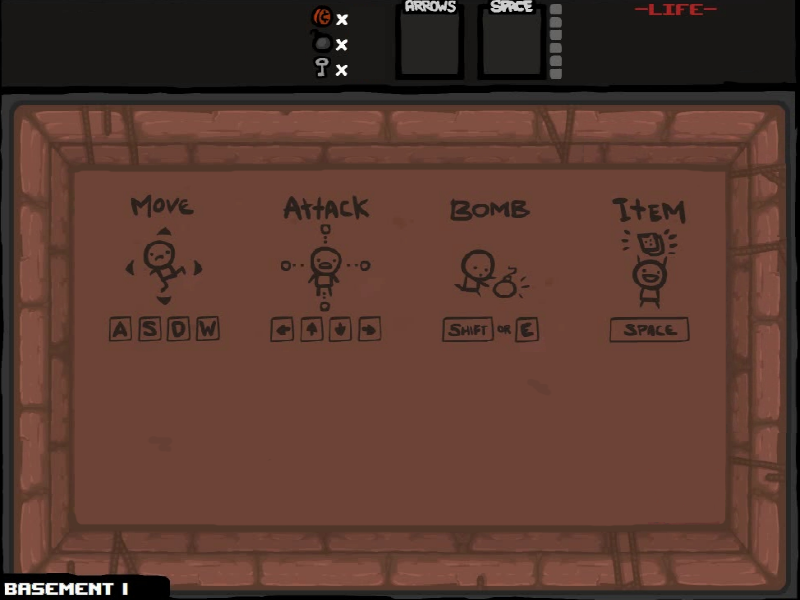 ARROWS SPACE -LIFE-
x
x
x
MOVE ATTACK BOMB ITEM
A S D W SHIFT OR E SPACE
BASEMENT I